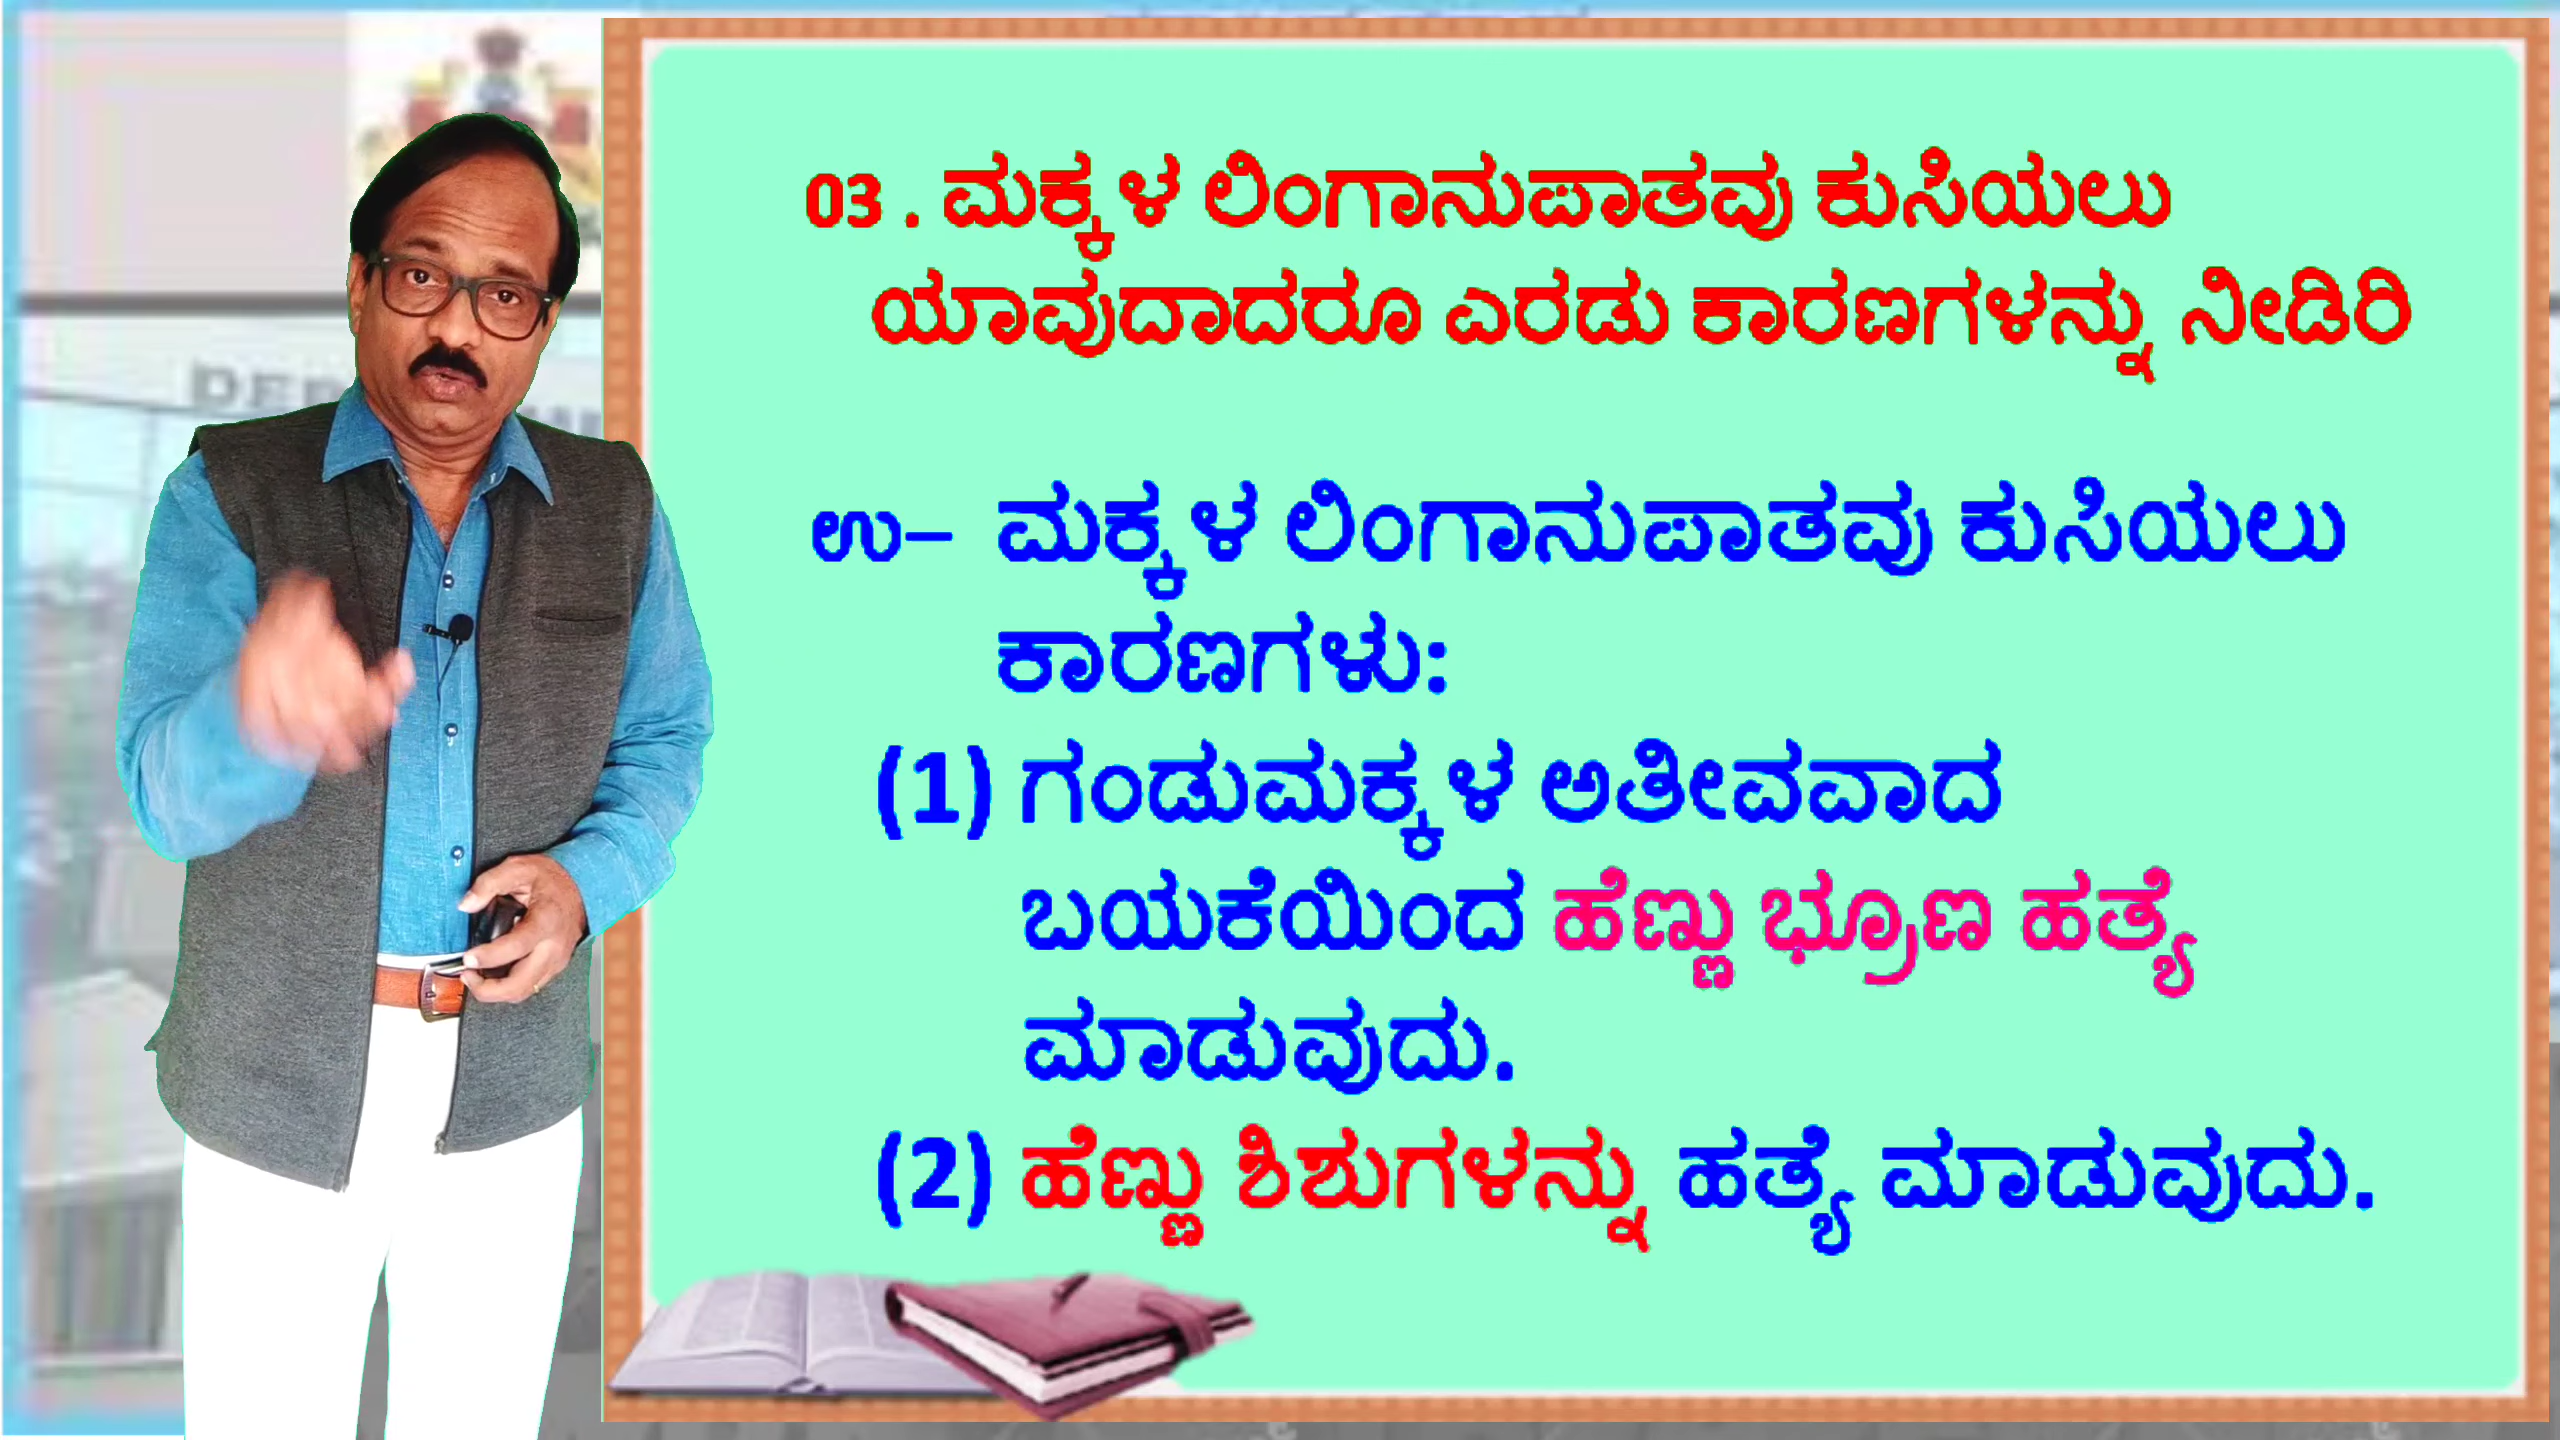 03 . ಮಕ್ಕಳ ಲಿಂಗಾನುಪಾತವು ಕುಸಿಯಲು
ಯಾವುದಾದರೂ ಎರಡು ಕಾರಣಗಳನ್ನು ನೀಡಿರಿ
ಉ– ಮಕ್ಕಳ ಲಿಂಗಾನುಪಾತವು ಕುಸಿಯಲು
ಕಾರಣಗಳು:
(1) ಗಂಡುಮಕ್ಕಳ ಅತೀವವಾದ
ಬಯಕೆಯಿಂದ ಹೆಣ್ಣು ಭ್ರೂಣ ಹತ್ಯೆ
ಮಾಡುವುದು.
(2) ಹೆಣ್ಣು ಶಿಶುಗಳನ್ನು ಹತ್ಯೆ ಮಾಡುವುದು.